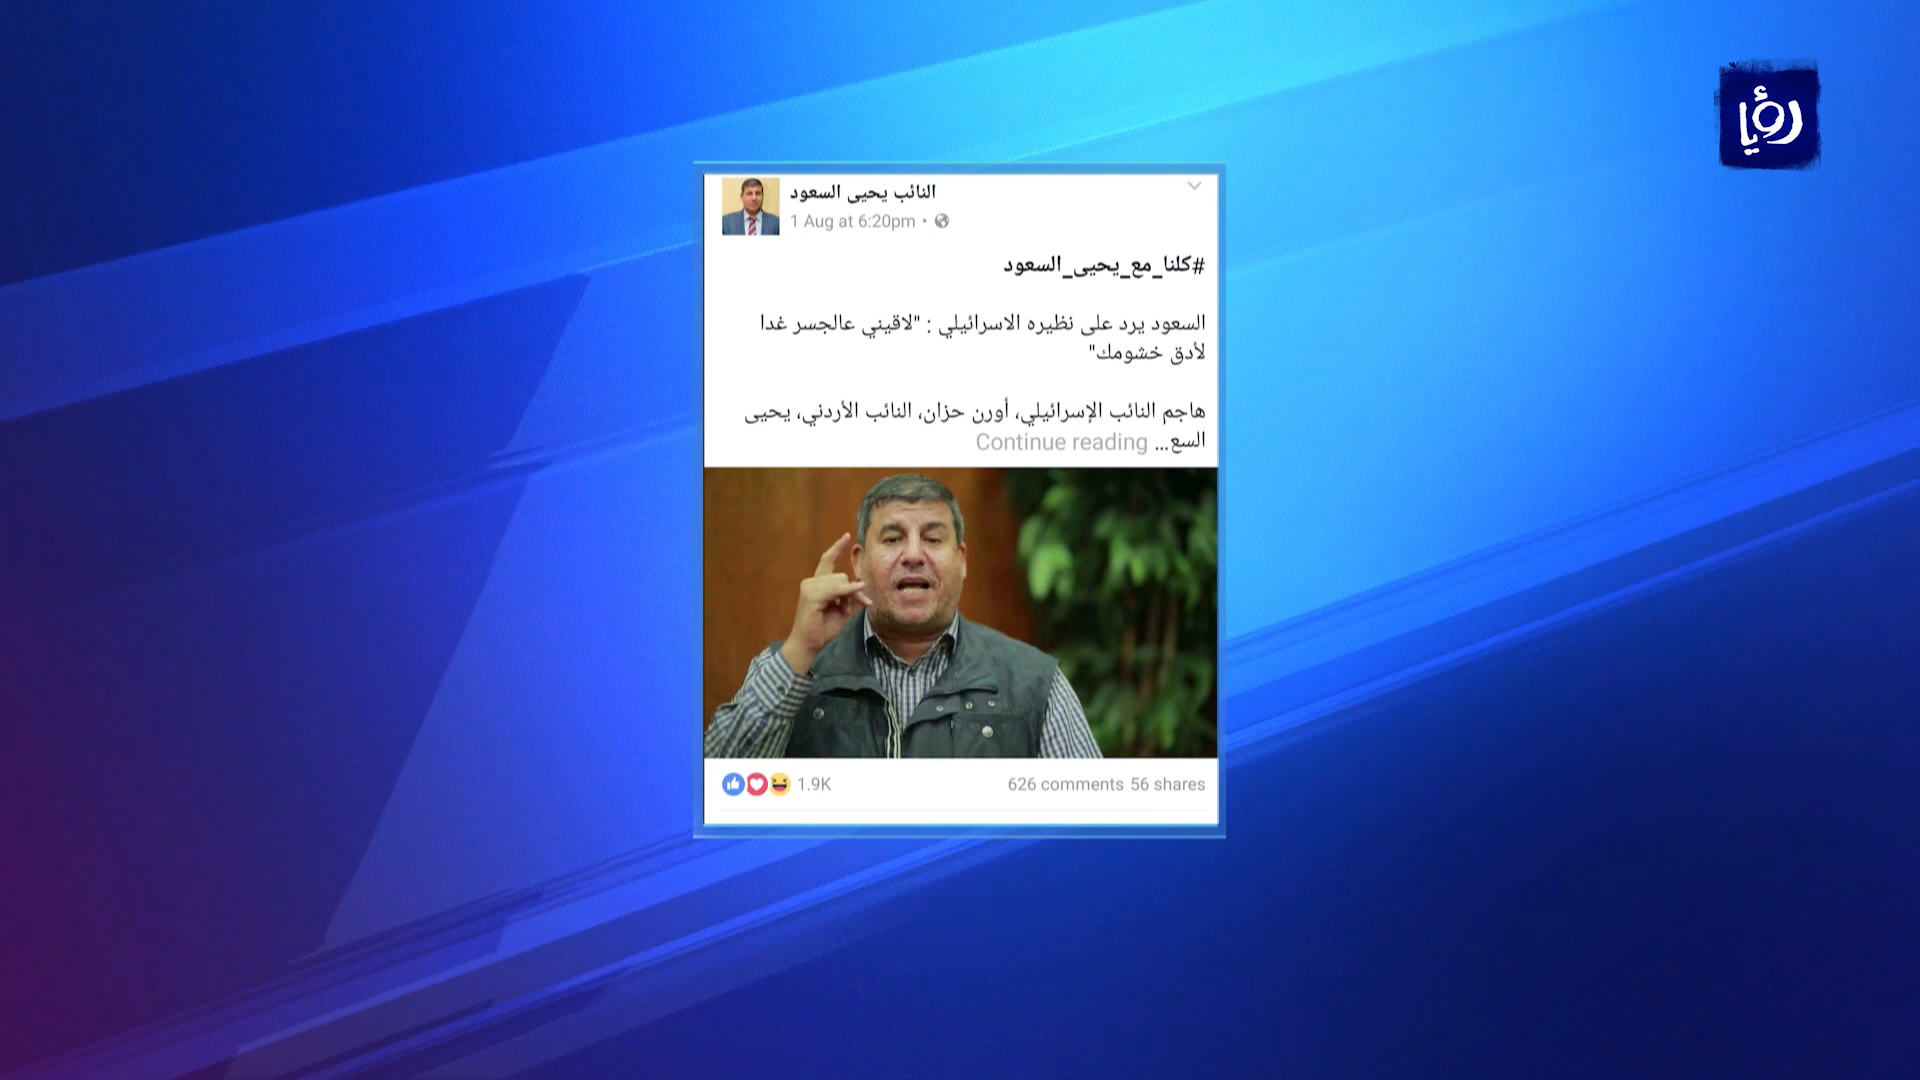 رؤيا
النائب يحيى السعود
1 Aug at 6:20pm •
#كلنا_مع_يحيى_السعود
السعود يرد على نظيره الاسرائيلي : "لاقيني عالجسر غدا
لأدق خشومك"
هاجم النائب الإسرائيلي، أورن حزان، النائب الأردني، يحيى
السع... Continue reading
1.9K
626 comments 56 shares